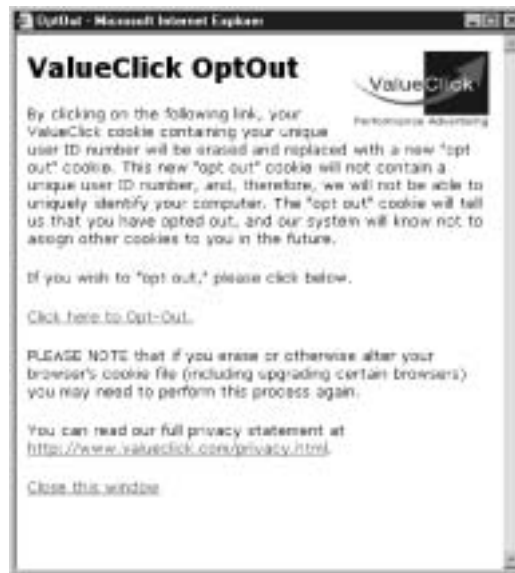 OptOut - Microsoft Internet Explorer
ValueClick OptOut
ValueClick
Performance Advertising
By clicking on the following link, your
ValueClick cookie containing your unique
user ID number will be erased and replaced with a new "opt
out" cookie. This new "opt out" cookie will not contain a
unique user ID number, and, therefore, we will not be able to
uniquely identify your computer. The "opt out" cookie will tell
us that you have opted out, and our system will know not to
assign other cookies to you in the future.
If you wish to "opt out," please click below.
Click here to Opt-Out.
PLEASE NOTE that if you erase or otherwise alter your
browser's cookie file (including upgrading certain browsers)
you may need to perform this process again.
You can read our full privacy statement at
http://www.valueclick.com/privacy.html.
Close this window